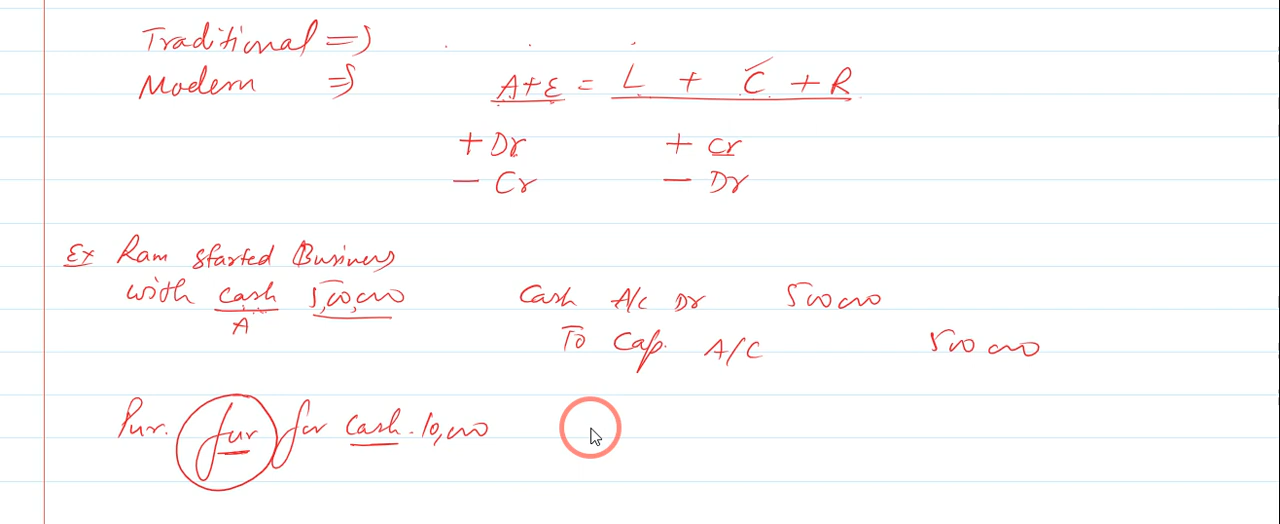 Traditional ⇒
Modern ⇒ A+E = L + C + R
+ Dr + Cr
- Cr - Dr
Ex Ram started Business
with cash 5,00,000 Cash A/c Dr 500000
A
To Cap. A/C 500000
Pur. fur for cash 10,000